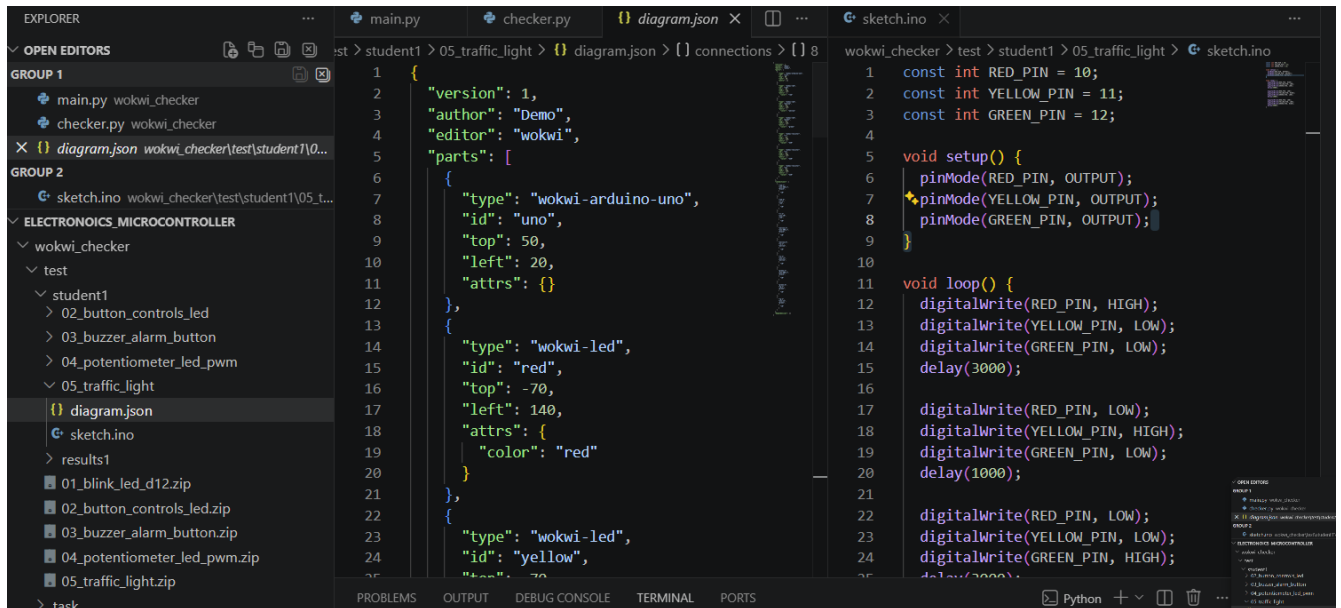 EXPLORER
OPEN EDITORS
GROUP 1
main.py wokwi_checker
checker.py wokwi_checker
{} diagram.json wokwi_checker\test\student1\0...
GROUP 2
sketch.ino wokwi_checker\test\student1\05_t...
ELECTRONOICS_MICROCONTROLLER
wokwi_checker
test
student1
02_button_controls_led
03_buzzer_alarm_button
04_potentiometer_led_pwm
05_traffic_light
{} diagram.json
sketch.ino
results1
01_blink_led_d12.zip
02_button_controls_led.zip
03_buzzer_alarm_button.zip
04_potentiometer_led_pwm.zip
05_traffic_light.zip
task
main.py checker.py {} diagram.json
est > student1 > 05_traffic_light > {} diagram.json > [ ] connections > [ ] 8
1 {
2 "version": 1,
3 "author": "Demo",
4 "editor": "wokwi",
5 "parts": [
6 {
7 "type": "wokwi-arduino-uno",
8 "id": "uno",
9 "top": 50,
10 "left": 20,
11 "attrs": {}
12 },
13 {
14 "type": "wokwi-led",
15 "id": "red",
16 "top": -70,
17 "left": 140,
18 "attrs": {
19 "color": "red"
20 }
21 },
22 {
23 "type": "wokwi-led",
24 "id": "yellow",
25 "top": -70,
sketch.ino
wokwi_checker > test > student1 > 05_traffic_light > sketch.ino
1 const int RED_PIN = 10;
2 const int YELLOW_PIN = 11;
3 const int GREEN_PIN = 12;
4
5 void setup() {
6 pinMode(RED_PIN, OUTPUT);
7 pinMode(YELLOW_PIN, OUTPUT);
8 pinMode(GREEN_PIN, OUTPUT);
9 }
10
11 void loop() {
12 digitalWrite(RED_PIN, HIGH);
13 digitalWrite(YELLOW_PIN, LOW);
14 digitalWrite(GREEN_PIN, LOW);
15 delay(3000);
16
17 digitalWrite(RED_PIN, LOW);
18 digitalWrite(YELLOW_PIN, HIGH);
19 digitalWrite(GREEN_PIN, LOW);
20 delay(1000);
21
22 digitalWrite(RED_PIN, LOW);
23 digitalWrite(YELLOW_PIN, LOW);
24 digitalWrite(GREEN_PIN, HIGH);
25 delay(3000);
PROBLEMS OUTPUT DEBUG CONSOLE TERMINAL PORTS
Python